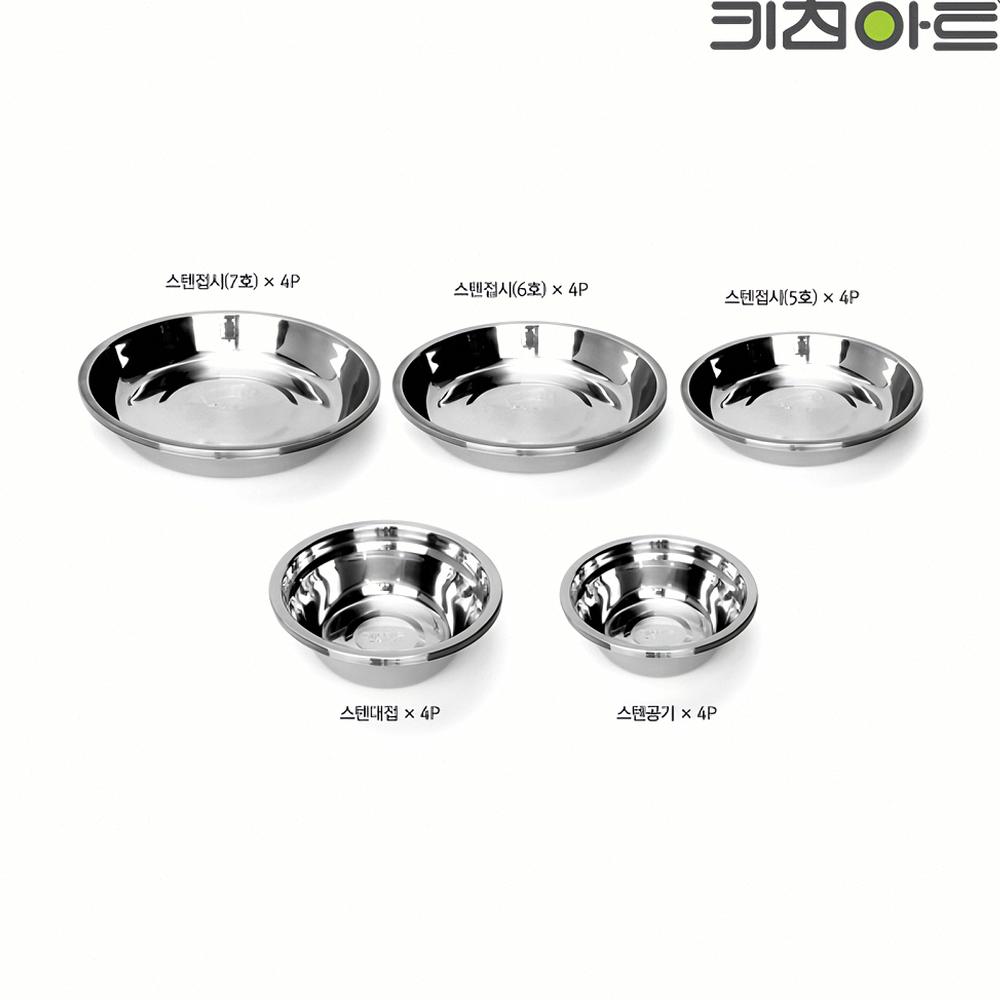 키친아트
스텐접시(7호) × 4P
스텐접시(6호) × 4P
스텐접시(5호) × 4P
스텐대접 × 4P
스텐공기 × 4P